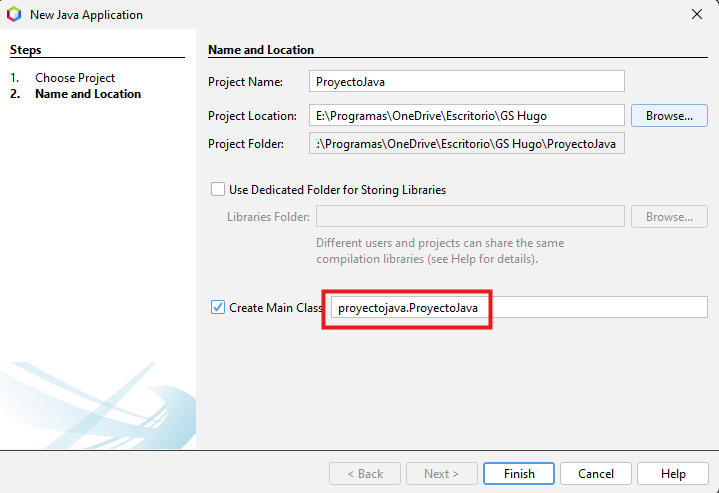 New Java Application
Steps
1. Choose Project
2. Name and Location
Name and Location
Project Name: ProyectoJava
Project Location: E:\Programas\OneDrive\Escritorio\GS Hugo Browse...
Project Folder: :\Programas\OneDrive\Escritorio\GS Hugo\ProyectoJava
Use Dedicated Folder for Storing Libraries
Libraries Folder: Browse...
Different users and projects can share the same
compilation libraries (see Help for details).
Create Main Class proyectojava.ProyectoJava
< Back Next > Finish Cancel Help